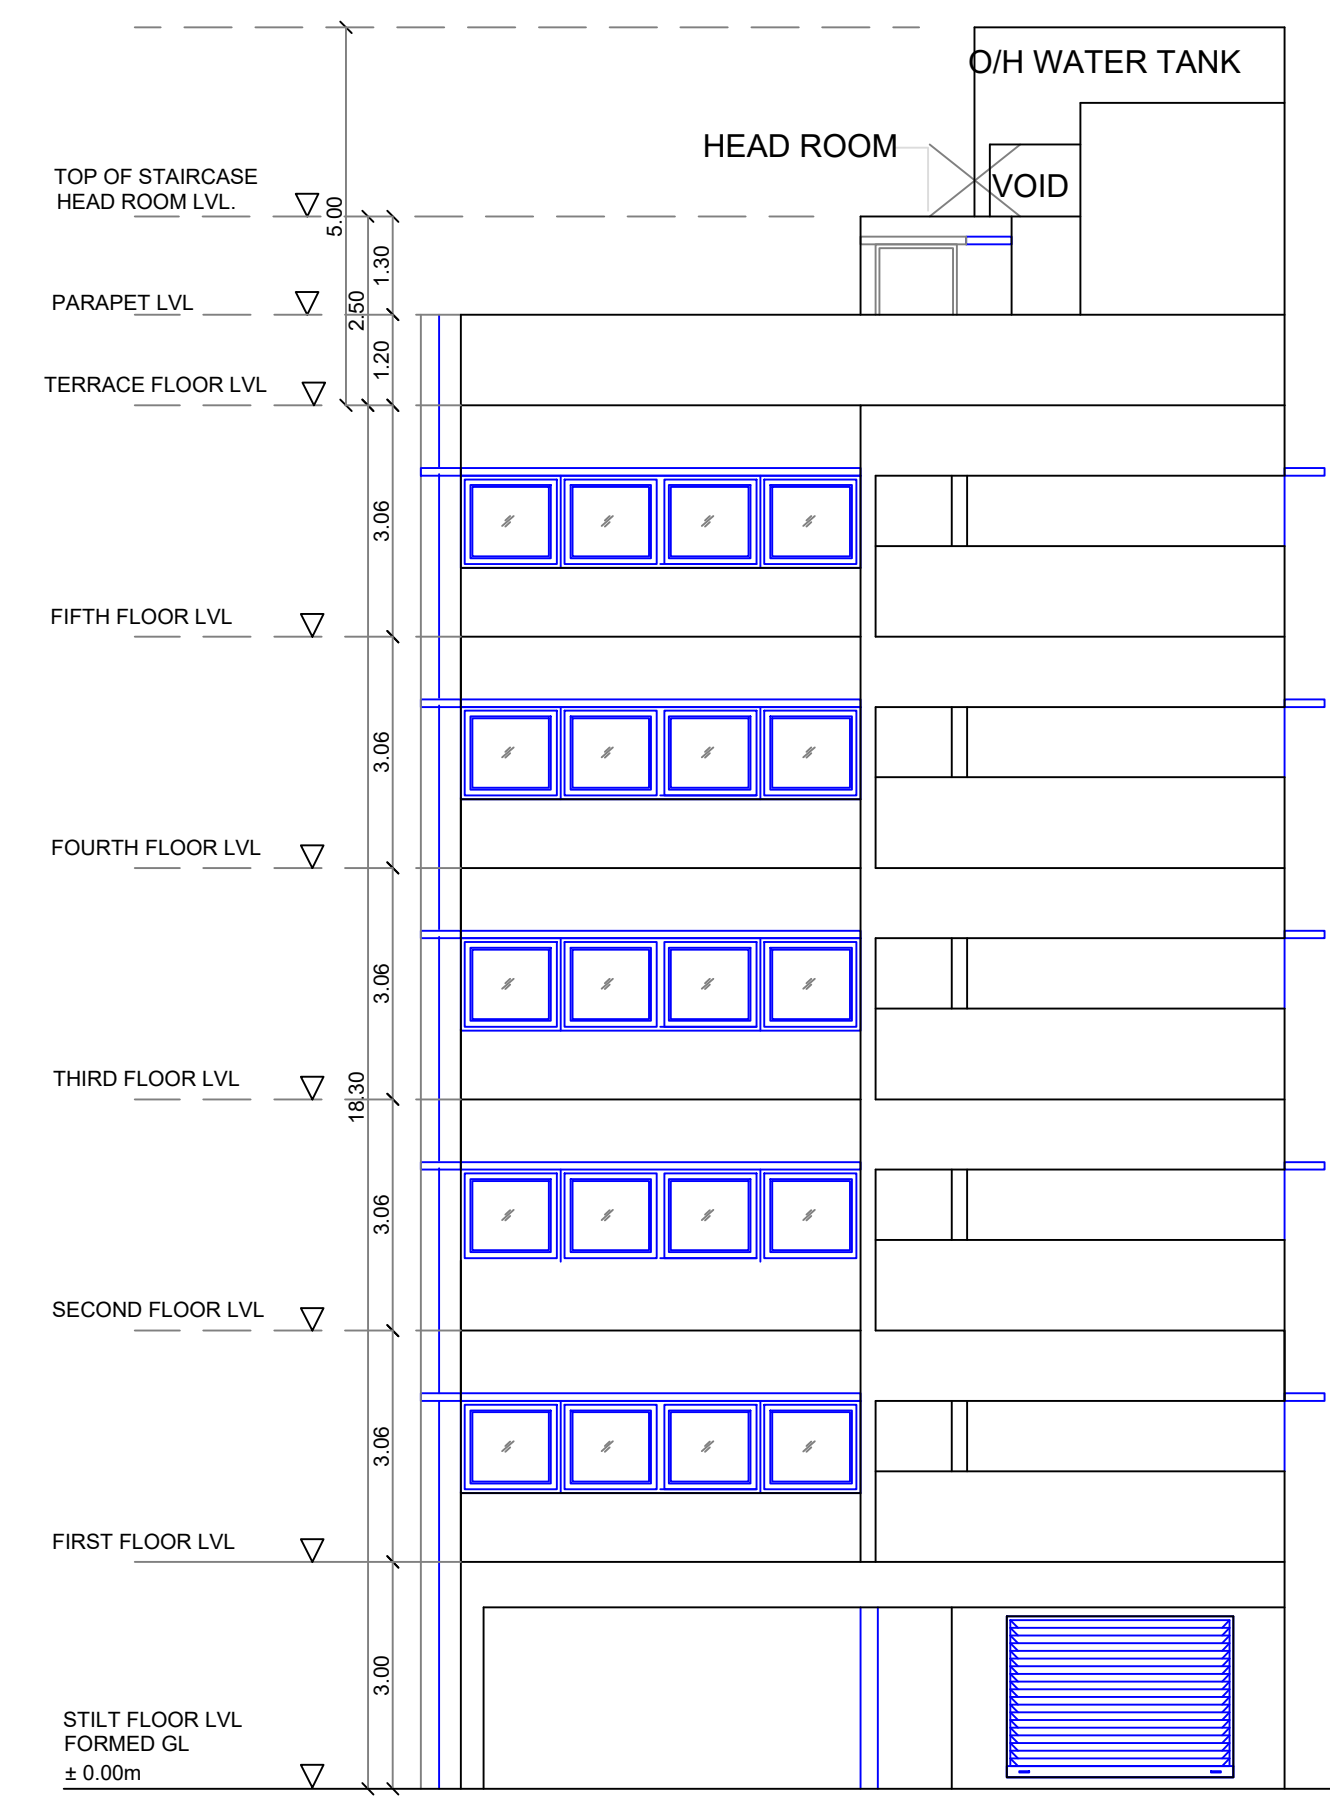 O/H WATER TANK
HEAD ROOM
VOID
TOP OF STAIRCASE
HEAD ROOM LVL.
5.00
1.30
PARAPET LVL
2.50
1.20
TERRACE FLOOR LVL
3.06
FIFTH FLOOR LVL
3.06
FOURTH FLOOR LVL
3.06
THIRD FLOOR LVL
18.30
3.06
SECOND FLOOR LVL
3.06
FIRST FLOOR LVL
3.00
STILT FLOOR LVL
FORMED GL
± 0.00m